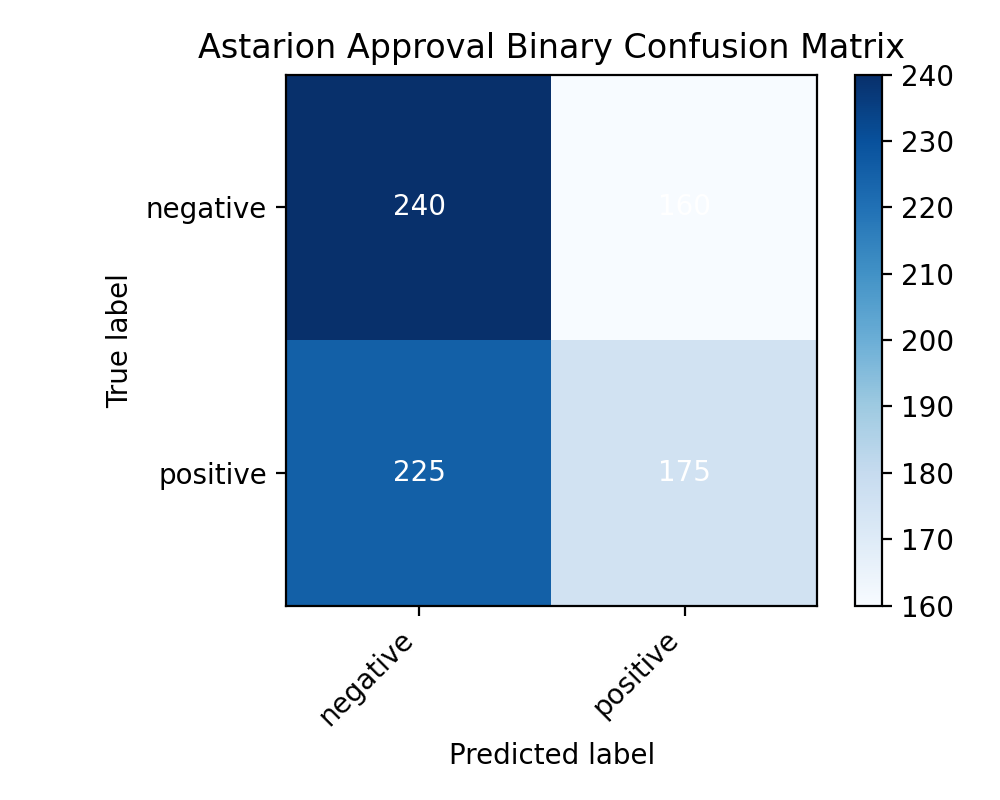 Astarion Approval Binary Confusion Matrix
240
230
220
210
200
190
180
170
160
True label
negative
positive
240
160
225
175
negative
positive
Predicted label